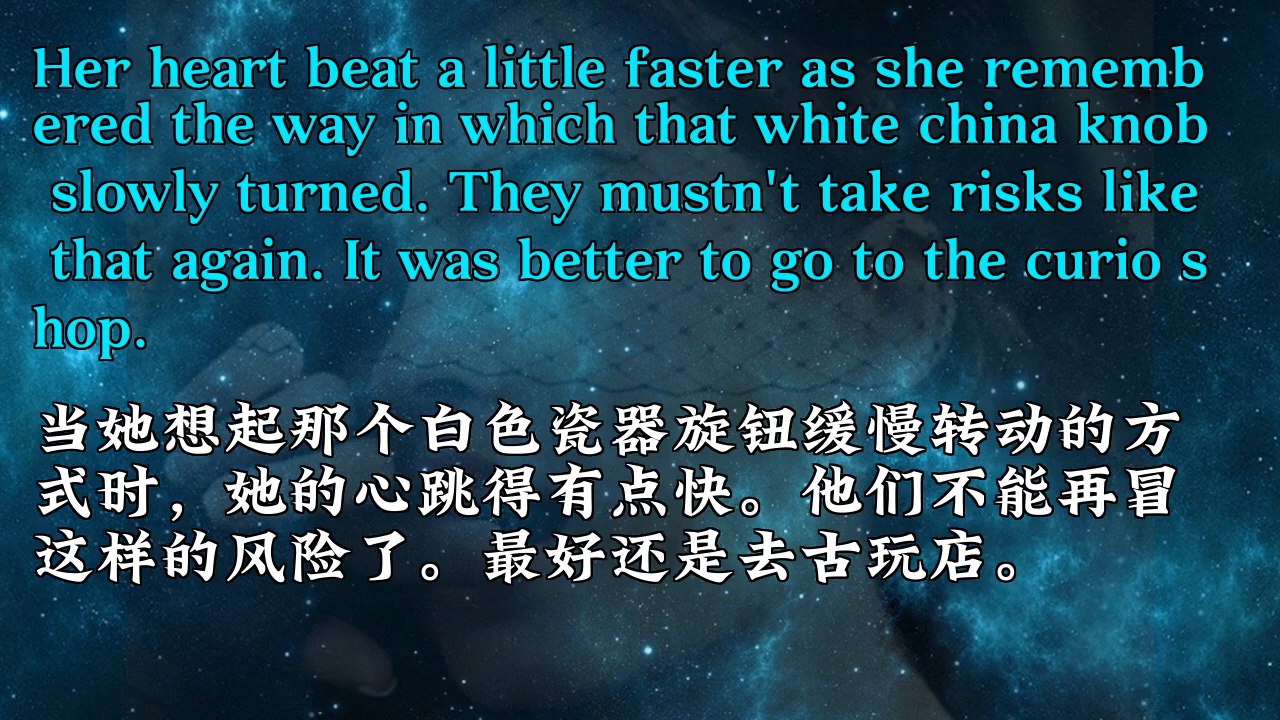 Her heart beat a little faster as she rememb
ered the way in which that white china knob
slowly turned. They mustn't take risks like
that again. It was better to go to the curio s
hop.
当她想起那个白色瓷器旋钮缓慢转动的方
式时，她的心跳得有点快。他们不能再冒
这样的风险了。最好还是去古玩店。